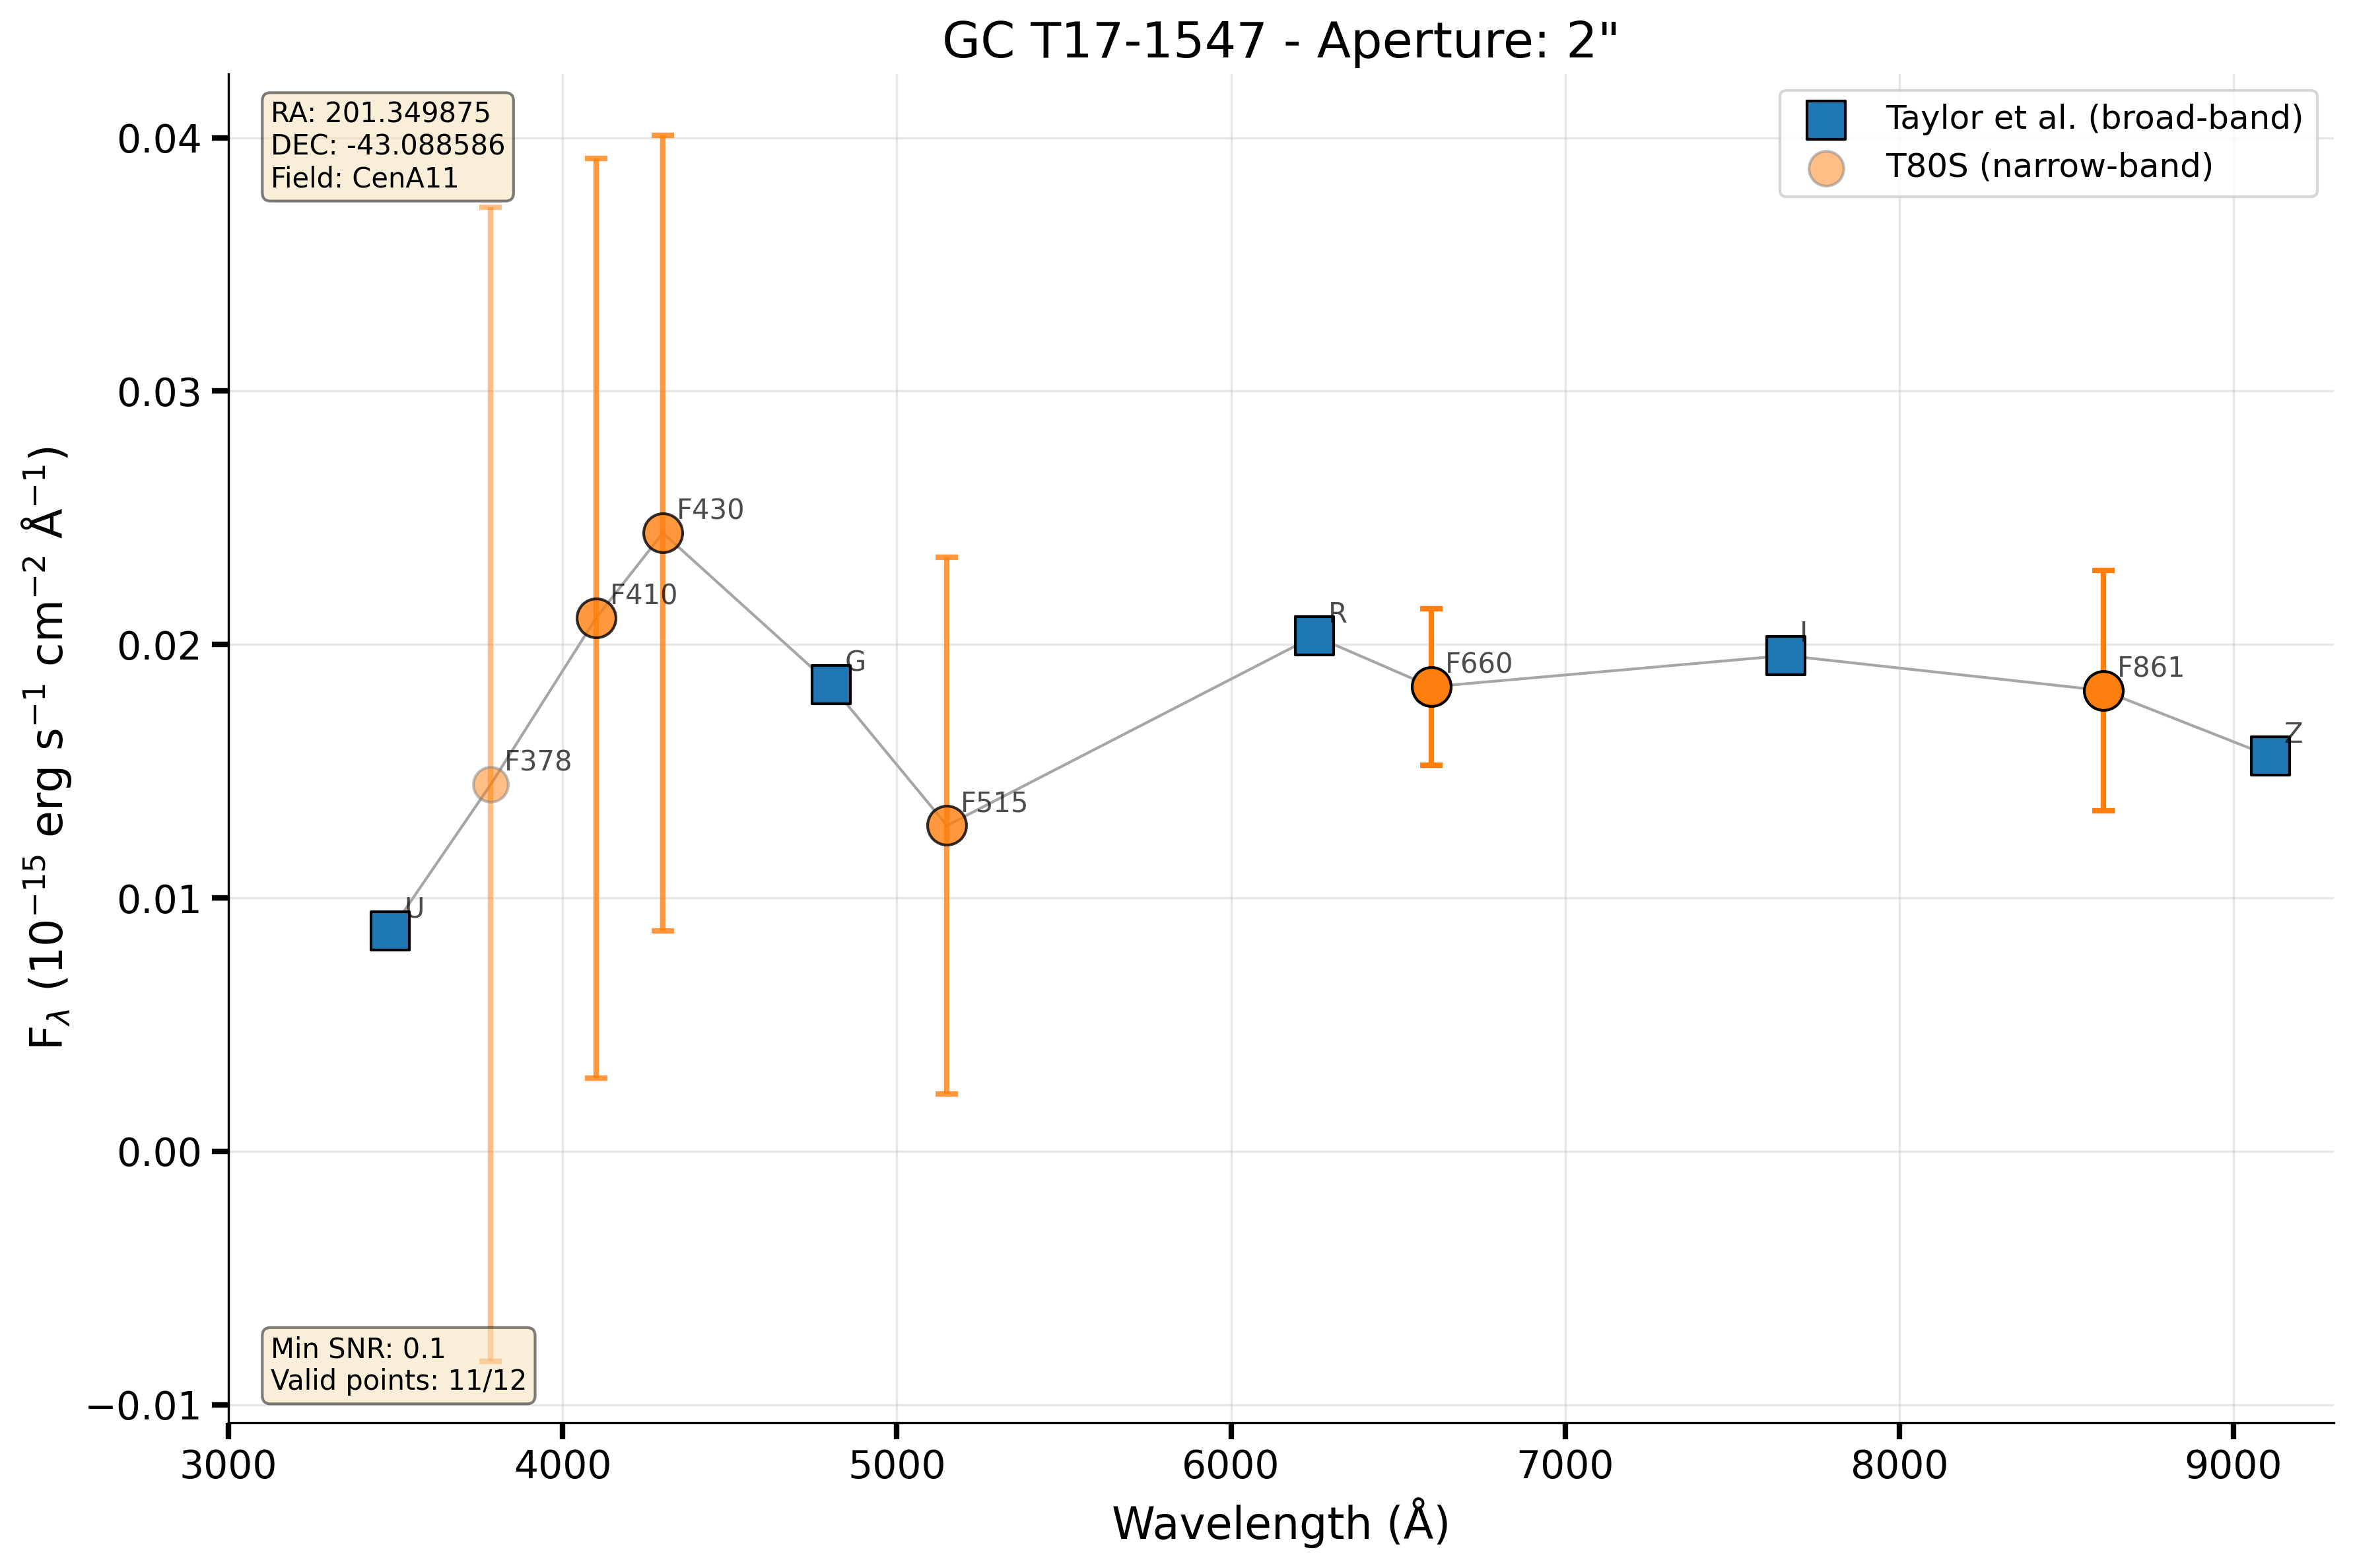 GC T17-1547 - Aperture: 2"
RA: 201.349875
DEC: -43.088586
Field: CenA11
Taylor et al. (broad-band)
T80S (narrow-band)
0.04
0.03
0.02
0.01
0.00
−0.01
F_λ (10⁻¹⁵ erg s⁻¹ cm⁻² Å⁻¹)
U
F378
F410
F430
G
F515
R
F660
I
F861
Z
Min SNR: 0.1
Valid points: 11/12
3000
4000
5000
6000
7000
8000
9000
Wavelength (Å)